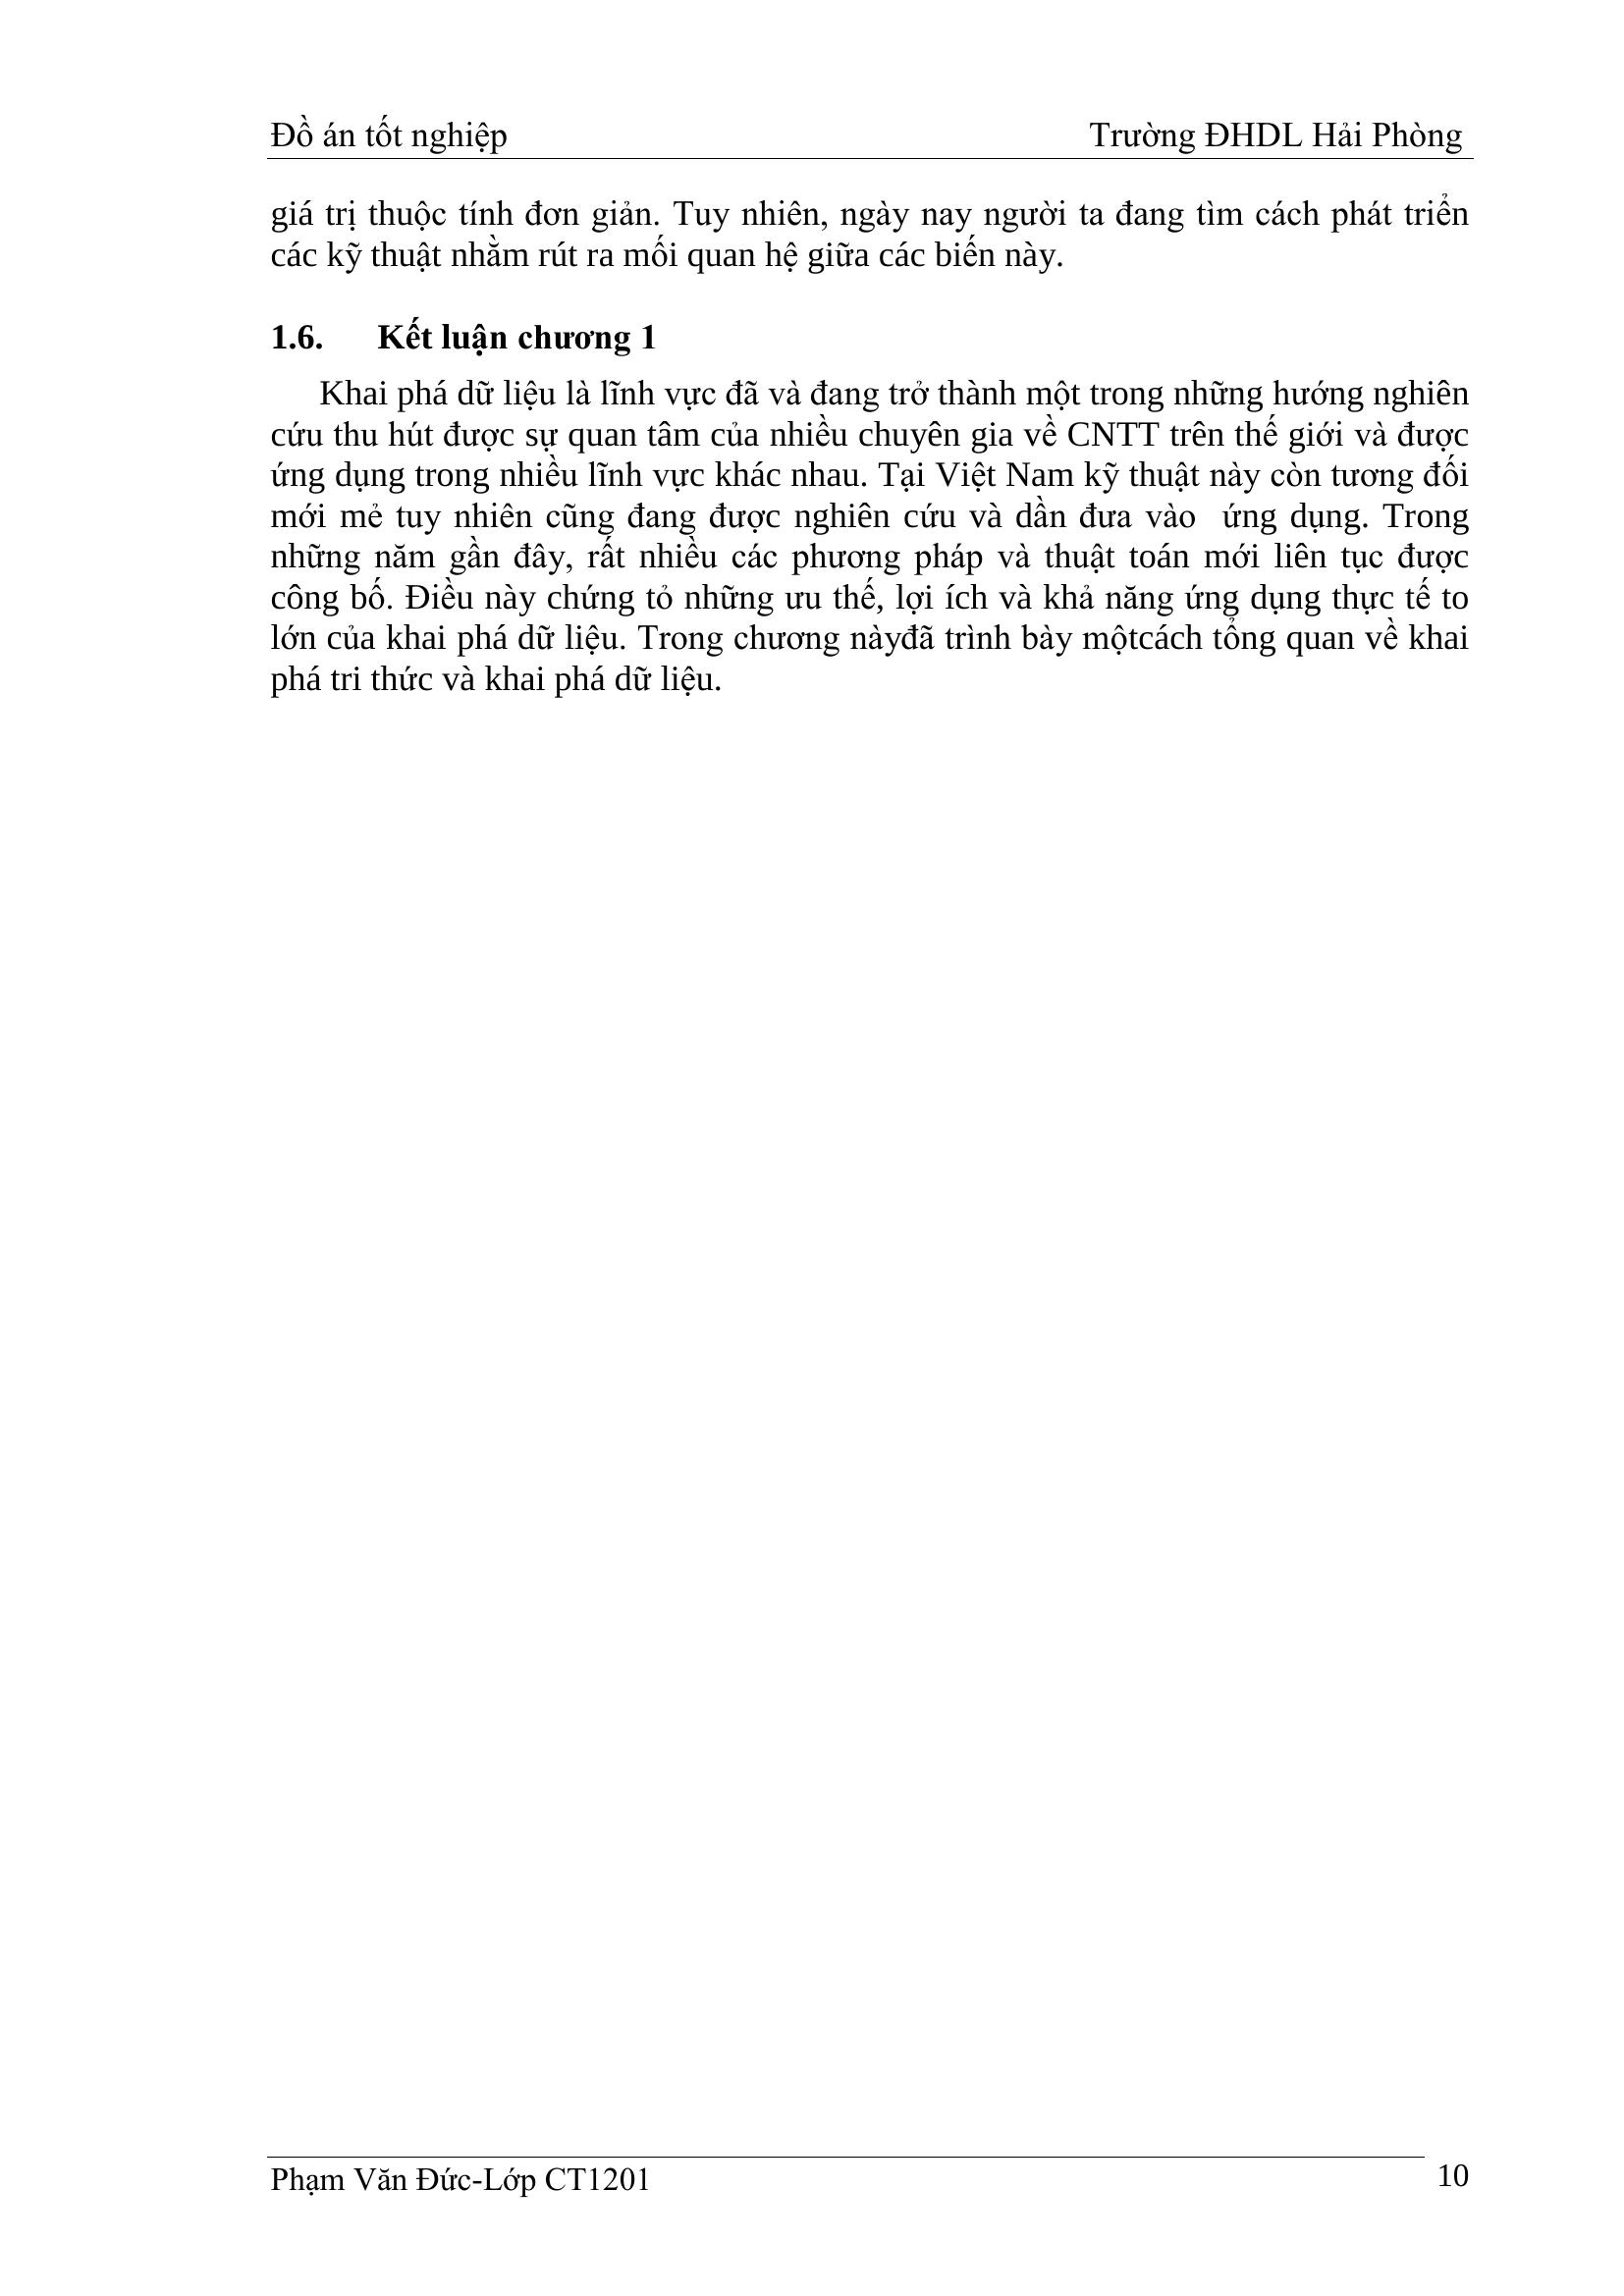 Đồ án tốt nghiệp Trường ĐHDL Hải Phòng
giá trị thuộc tính đơn giản. Tuy nhiên, ngày nay người ta đang tìm cách phát triển
các kỹ thuật nhằm rút ra mối quan hệ giữa các biến này.
1.6. Kết luận chương 1
Khai phá dữ liệu là lĩnh vực đã và đang trở thành một trong những hướng nghiên
cứu thu hút được sự quan tâm của nhiều chuyên gia về CNTT trên thế giới và được
ứng dụng trong nhiều lĩnh vực khác nhau. Tại Việt Nam kỹ thuật này còn tương đối
mới mẻ tuy nhiên cũng đang được nghiên cứu và dần đưa vào ứng dụng. Trong
những năm gần đây, rất nhiều các phương pháp và thuật toán mới liên tục được
công bố. Điều này chứng tỏ những ưu thế, lợi ích và khả năng ứng dụng thực tế to
lớn của khai phá dữ liệu. Trong chương nàyđã trình bày mộtcách tổng quan về khai
phá tri thức và khai phá dữ liệu.
Phạm Văn Đức-Lớp CT1201 10